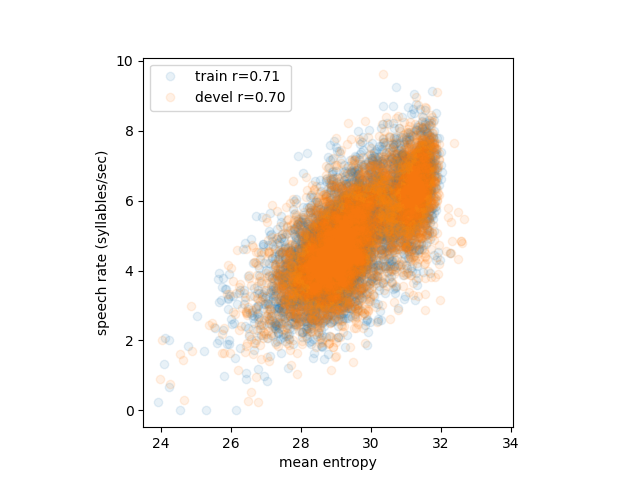 train r=0.71
devel r=0.70
10
8
6
4
2
0
speech rate (syllables/sec)
24 26 28 30 32 34
mean entropy